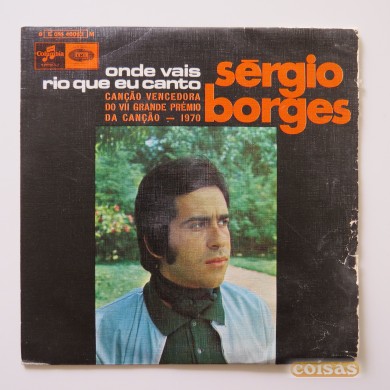 Columbia
EMI
onde vais
rio que eu canto
CANÇÃO VENCEDORA
DO VII GRANDE PRÉMIO
DA CANÇÃO — 1970
sérgio
borges
coisas